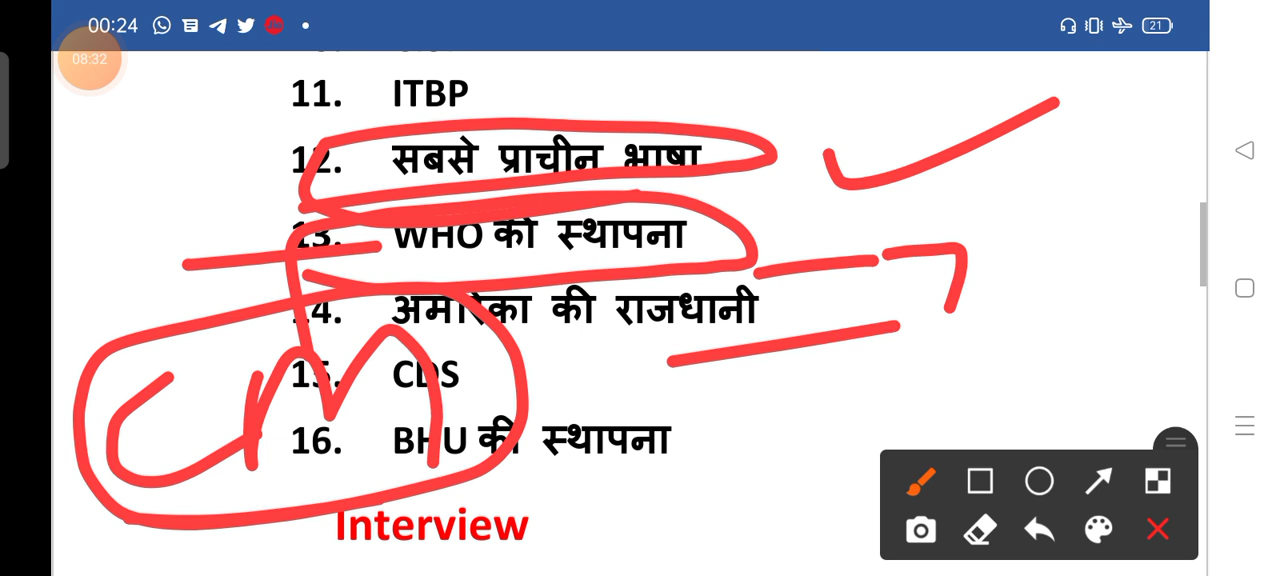 00:24 21
08:32
11. ITBP
12. सबसे प्राचीन भाषा
13. WHO की स्थापना
14. अमेरिका की राजधानी
15. CDS
16. BHU की स्थापना
cm
Interview